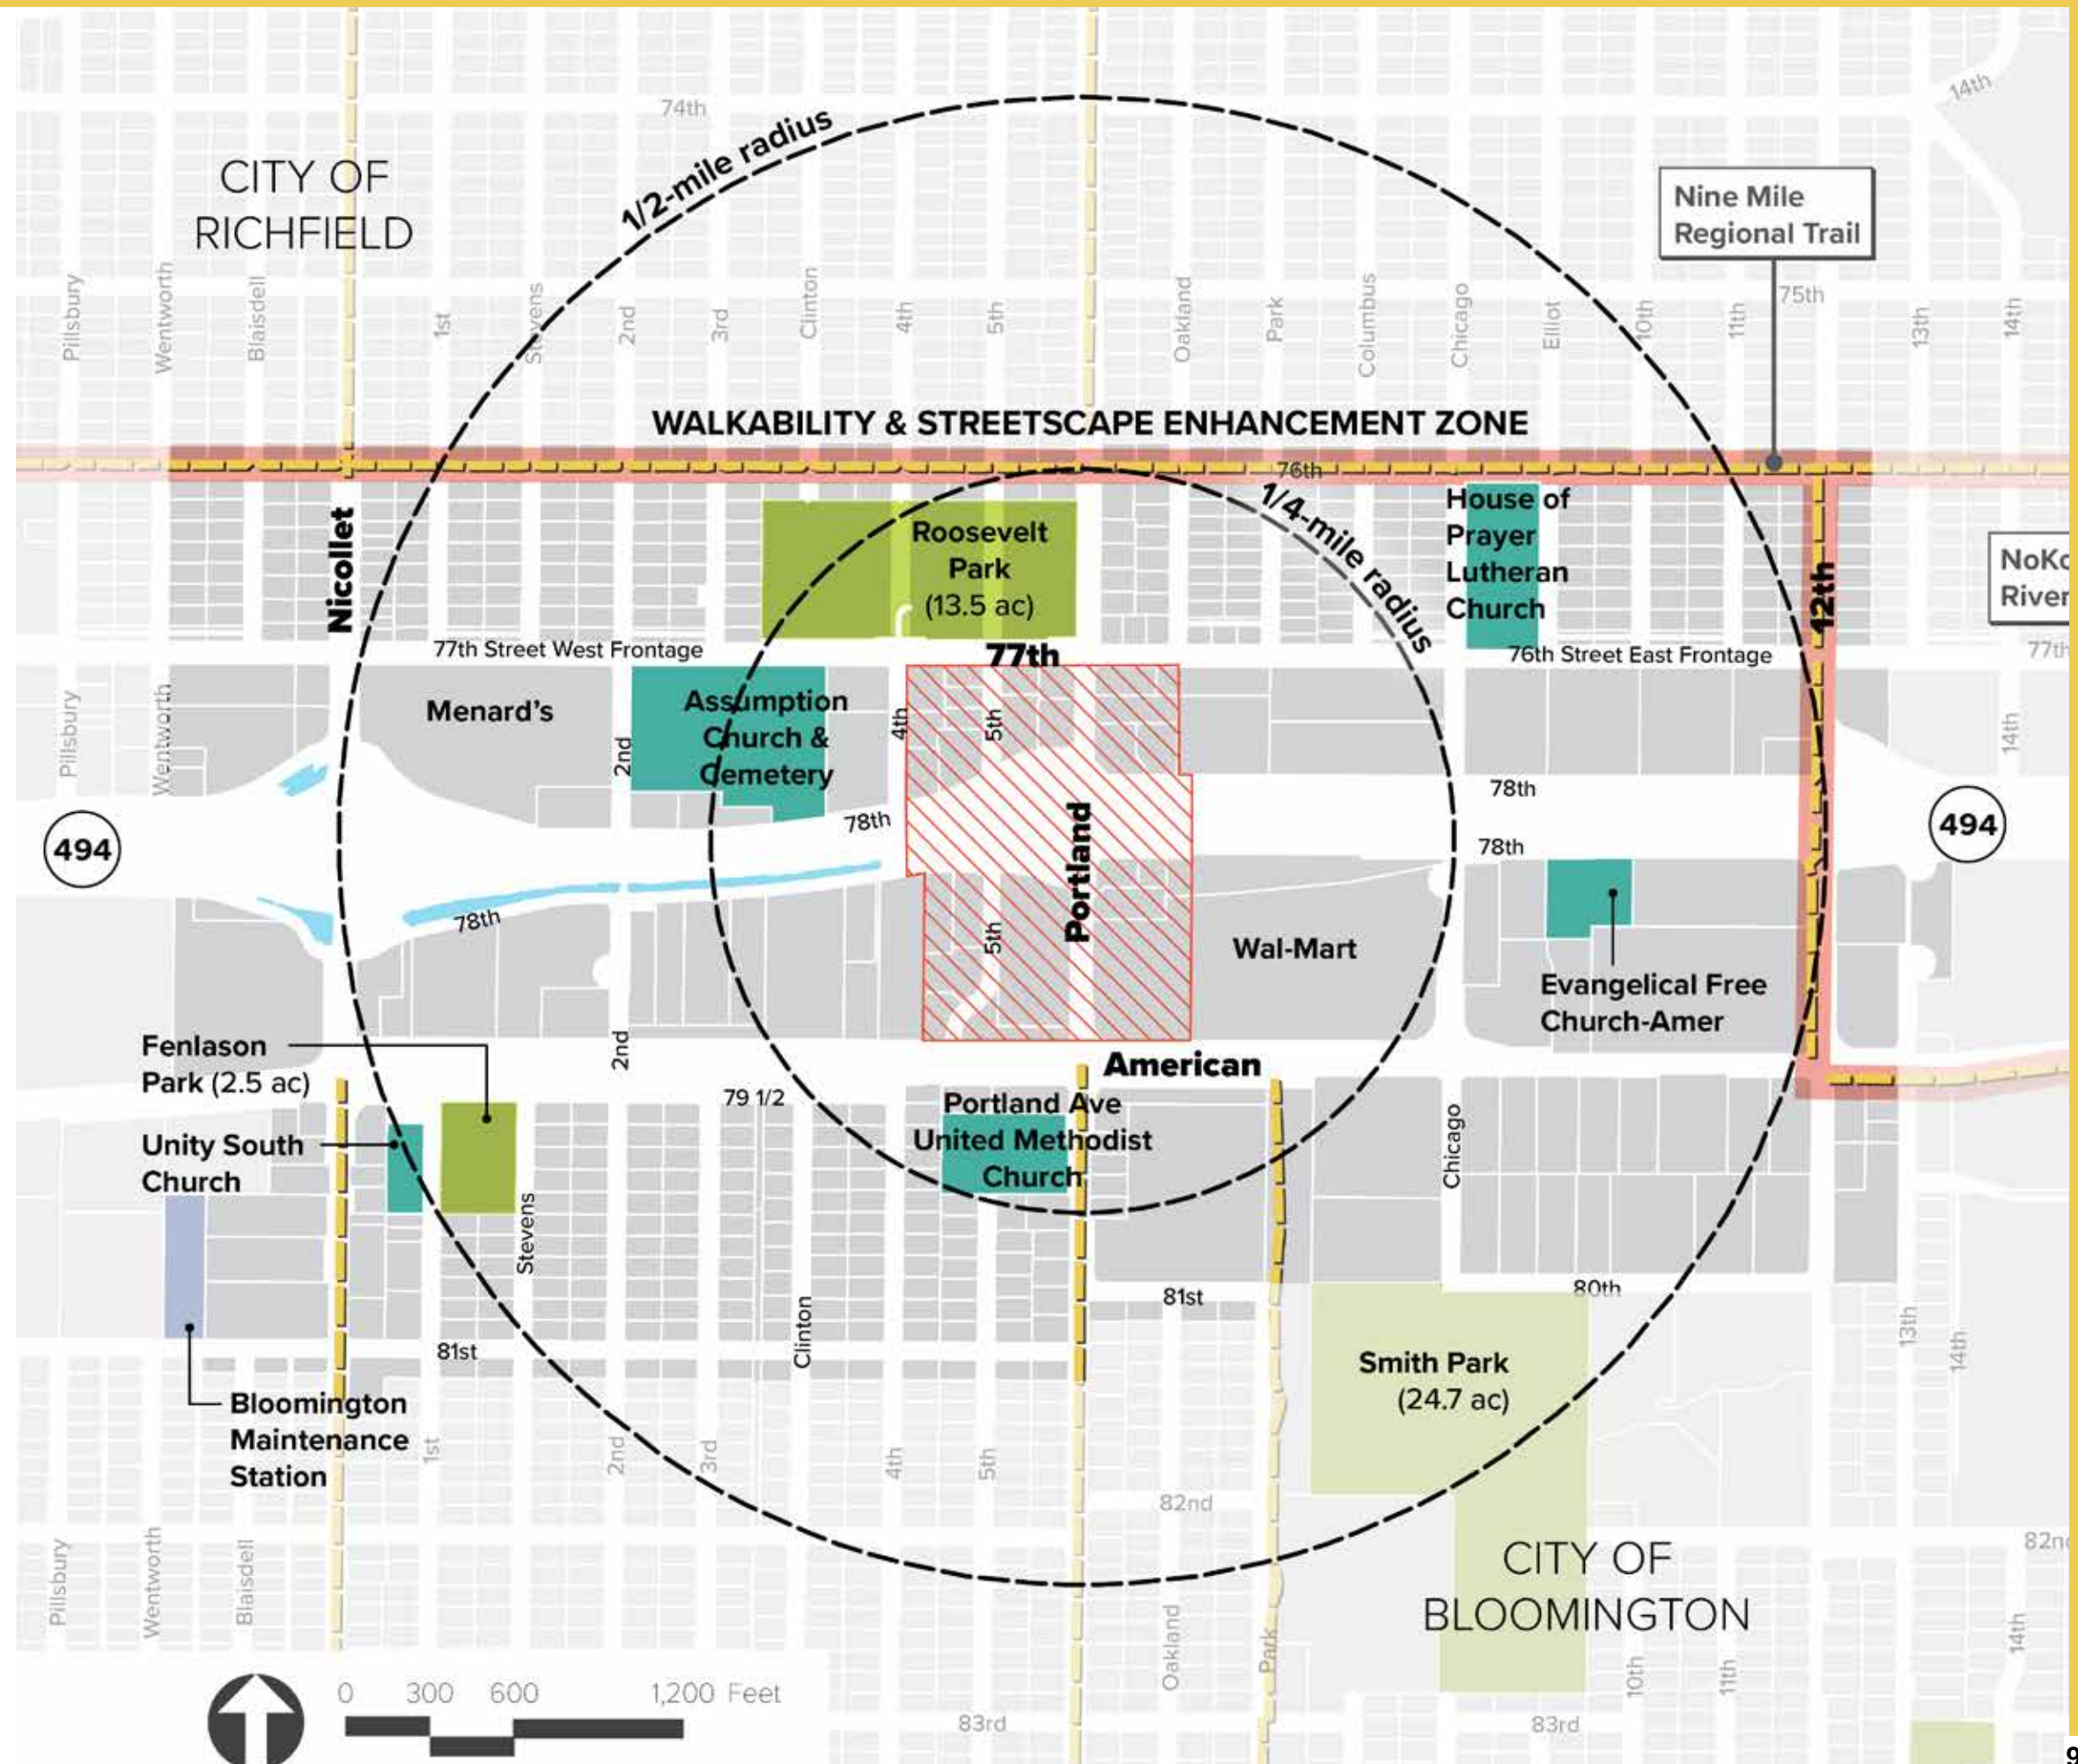 74th
14th
1/2-mile radius
CITY OF
RICHFIELD
Nine Mile
Regional Trail
75th
Pillsbury
Wentworth
Blaisdell
1st
Stevens
2nd
3rd
Clinton
4th
5th
Oakland
Park
Columbus
Chicago
Elliot
10th
11th
13th
14th
WALKABILITY & STREETSCAPE ENHANCEMENT ZONE
76th
1/4-mile radius
Nicollet
Roosevelt
Park
(13.5 ac)
House of
Prayer
Lutheran
Church
12th
NoKo
River
77th Street West Frontage
77th
76th Street East Frontage
77th
Pillsbury
Wentworth
Menard's
2nd
Assumption
Church &
Cemetery
4th
5th
14th
78th
78th
Portland
78th
494
494
78th
5th
Wal-Mart
Evangelical Free
Church-Amer
2nd
Fenlason
Park (2.5 ac)
American
79 1/2
Portland Ave
United Methodist
Church
Chicago
Unity South
Church
Stevens
81st
80th
Clinton
81st
13th
14th
Smith Park
(24.7 ac)
Bloomington
Maintenance
Station
1st
2nd
3rd
4th
5th
82nd
82nd
CITY OF
BLOOMINGTON
Pillsbury
Wentworth
Blaisdell
Oakland
Park
10th
11th
14th
0 300 600 1,200 Feet
83rd
83rd
9